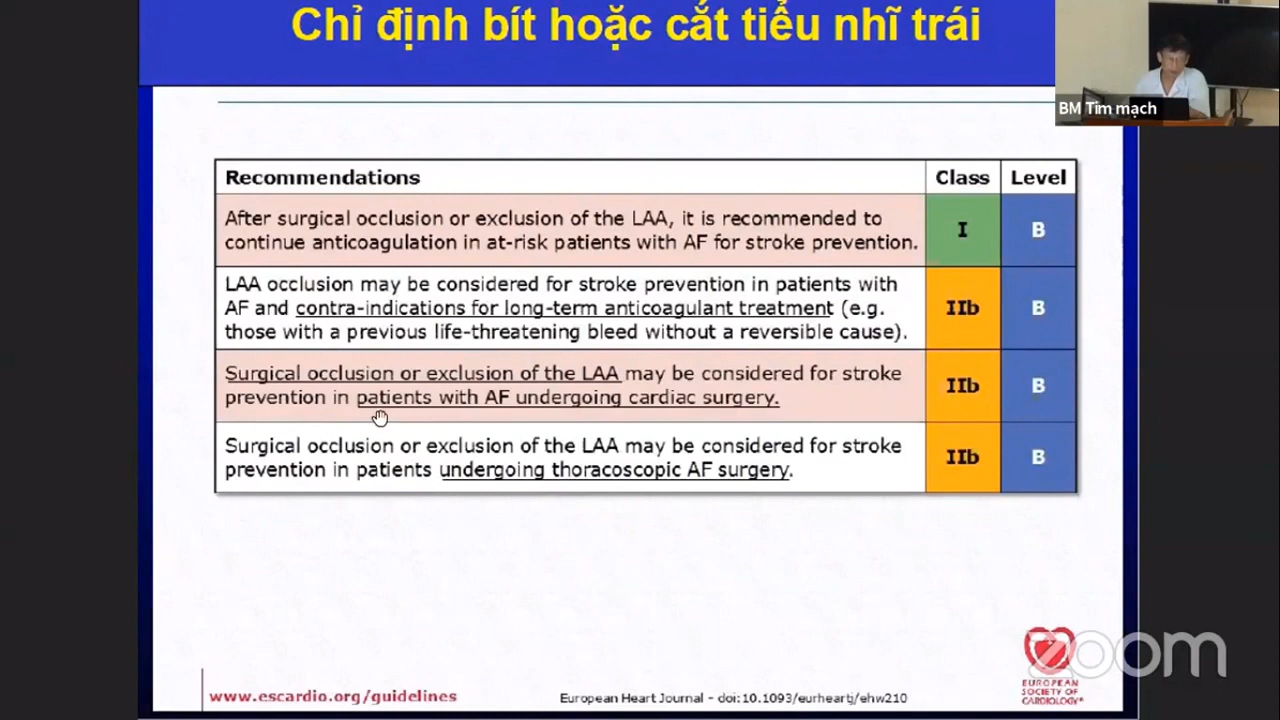 Chỉ định bít hoặc cắt tiểu nhĩ trái
BM Tim mạch
Recommendations Class Level
After surgical occlusion or exclusion of the LAA, it is recommended to
continue anticoagulation in at-risk patients with AF for stroke prevention.
I B
LAA occlusion may be considered for stroke prevention in patients with
AF and contra-indications for long-term anticoagulant treatment (e.g.
those with a previous life-threatening bleed without a reversible cause).
IIb B
Surgical occlusion or exclusion of the LAA may be considered for stroke
prevention in patients with AF undergoing cardiac surgery.
IIb B
Surgical occlusion or exclusion of the LAA may be considered for stroke
prevention in patients undergoing thoracoscopic AF surgery.
IIb B
zoom
EUROPEAN
SOCIETY OF
CARDIOLOGY®
www.escardio.org/guidelines
European Heart Journal - doi:10.1093/eurheartj/ehw210